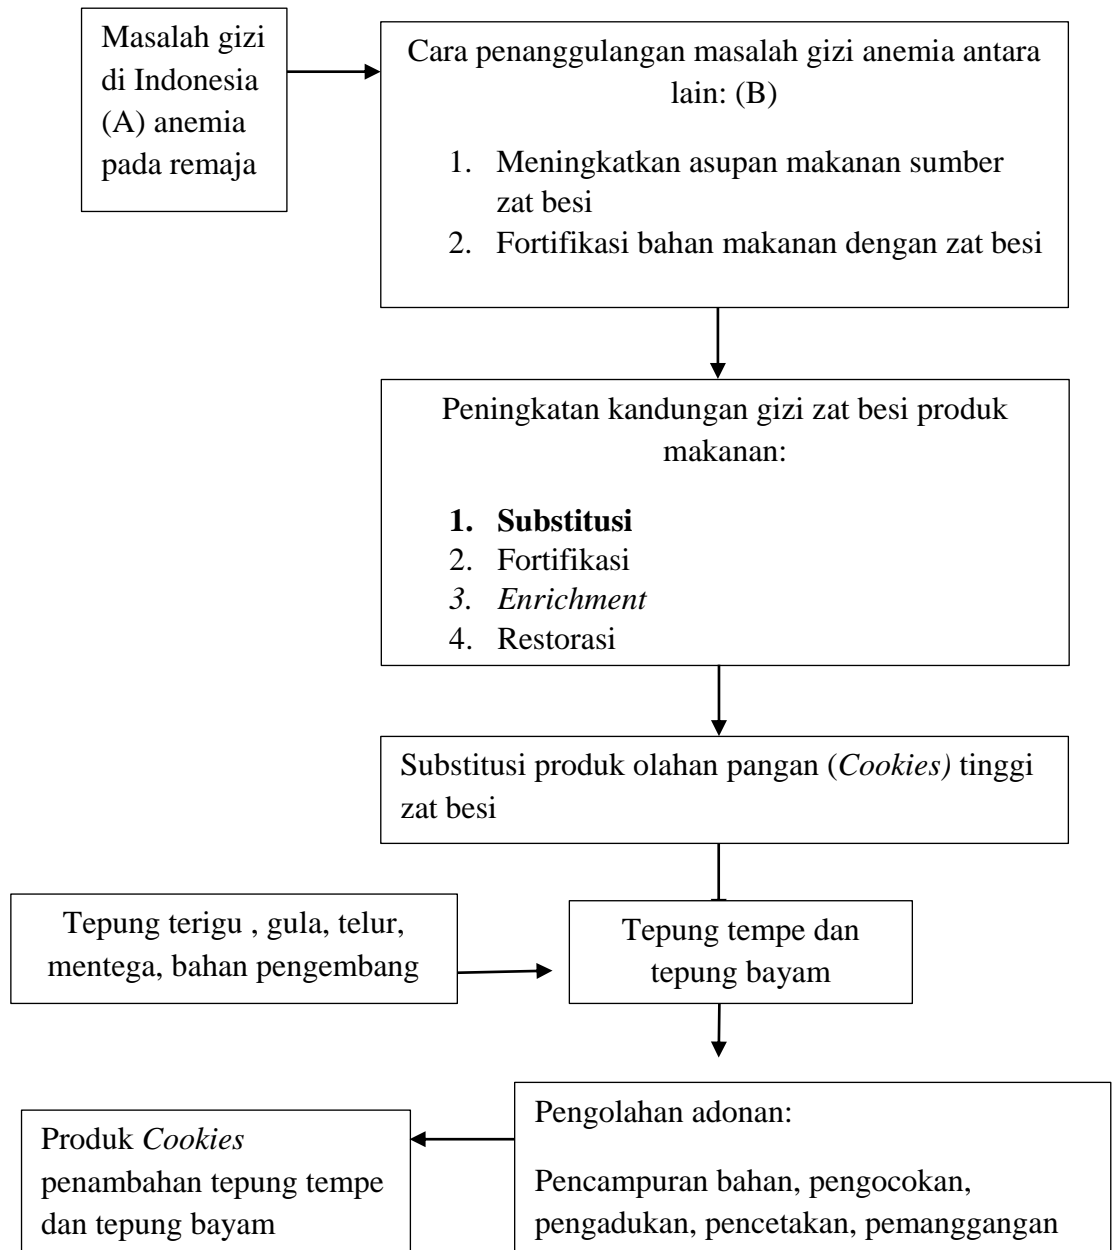 Masalah gizi
di Indonesia
(A) anemia
pada remaja
Cara penanggulangan masalah gizi anemia antara
lain: (B)
1. Meningkatkan asupan makanan sumber
zat besi
2. Fortifikasi bahan makanan dengan zat besi
Peningkatan kandungan gizi zat besi produk
makanan:
1. Substitusi
2. Fortifikasi
3. Enrichment
4. Restorasi
Substitusi produk olahan pangan (Cookies) tinggi
zat besi
Tepung terigu , gula, telur,
mentega, bahan pengembang
Tepung tempe dan
tepung bayam
Pengolahan adonan:
Pencampuran bahan, pengocokan,
pengadukan, pencetakan, pemanggangan
Produk Cookies
penambahan tepung tempe
dan tepung bayam